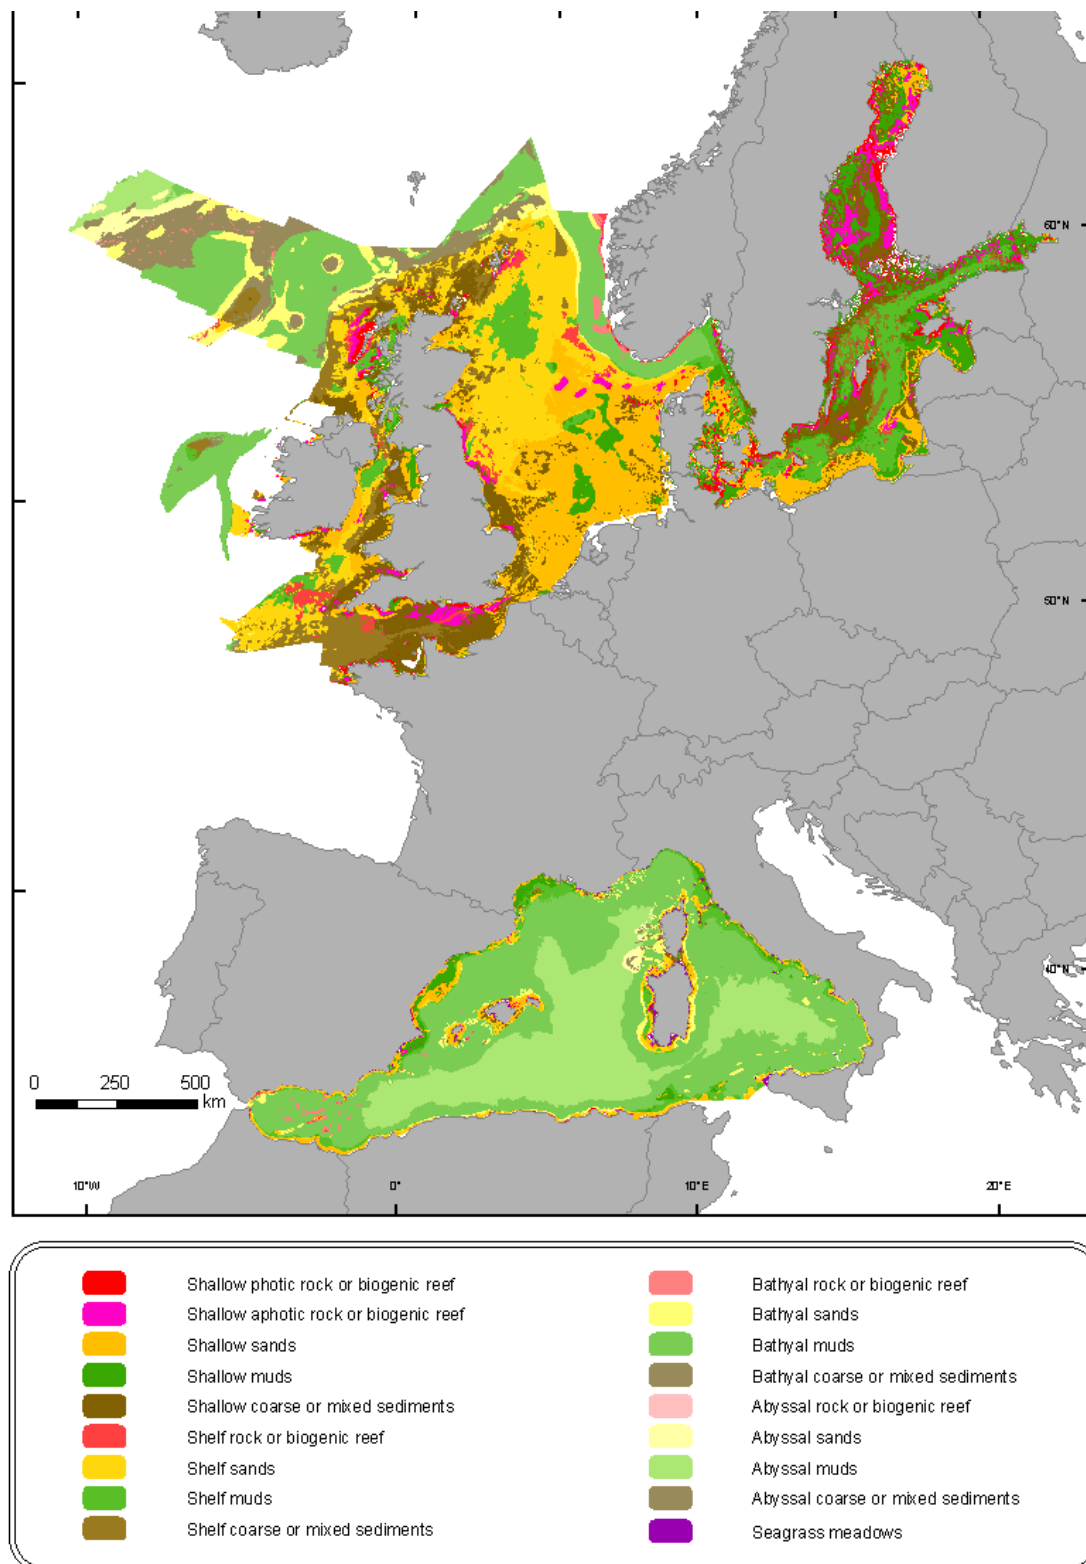 60°N
50°N
40°N
0 250 500
km
10°W 0° 10°E 20°E
Shallow photic rock or biogenic reef
Shallow aphotic rock or biogenic reef
Shallow sands
Shallow muds
Shallow coarse or mixed sediments
Shelf rock or biogenic reef
Shelf sands
Shelf muds
Shelf coarse or mixed sediments
Bathyal rock or biogenic reef
Bathyal sands
Bathyal muds
Bathyal coarse or mixed sediments
Abyssal rock or biogenic reef
Abyssal sands
Abyssal muds
Abyssal coarse or mixed sediments
Seagrass meadows